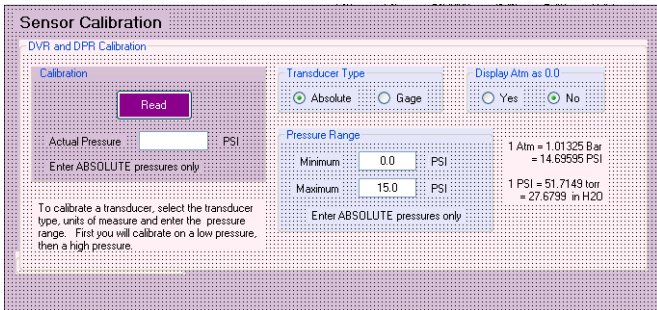 Sensor Calibration
DVR and DPR Calibration
Calibration
Read
Actual Pressure PSI
Enter ABSOLUTE pressures only
To calibrate a transducer, select the transducer
type, units of measure and enter the pressure
range. First you will calibrate on a low pressure,
then a high pressure.
Transducer Type
Absolute Gage
Display Atm as 0.0
Yes No
Pressure Range
Minimum 0.0 PSI
Maximum 15.0 PSI
Enter ABSOLUTE pressures only
1 Atm = 1.01325 Bar
= 14.69595 PSI
1 PSI = 51.7149 torr
= 27.6799 in H2O